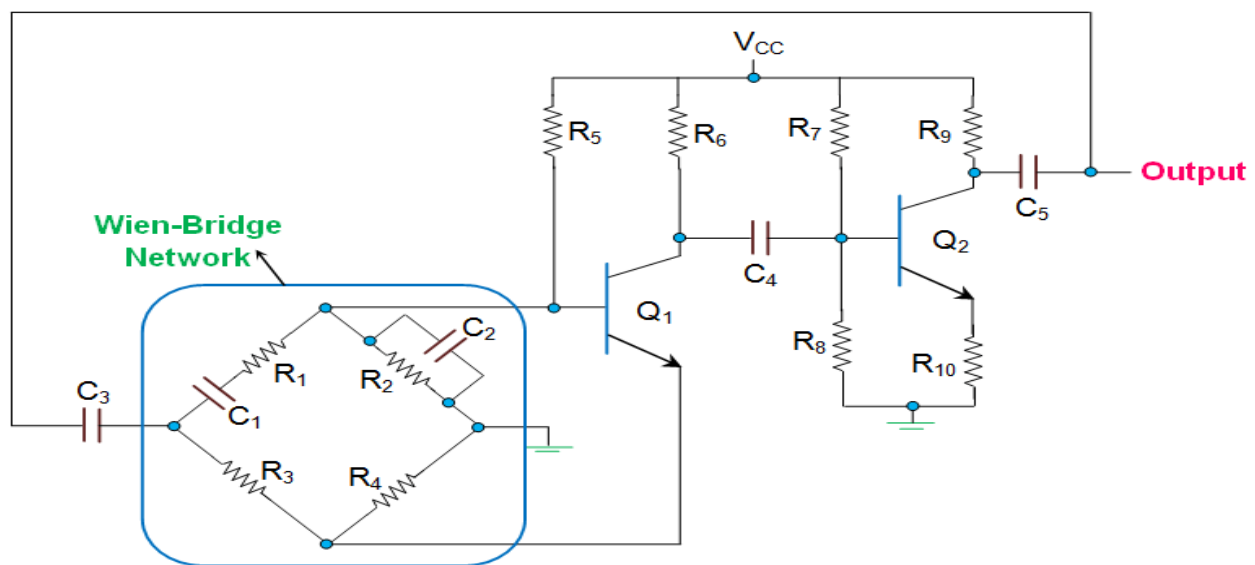 V_CC
R₅
R₆
R₇
R₉
Output
C₅
Wien-Bridge
Network
Q₂
C₄
Q₁
C₂
R₁
R₂
R₈
R₁₀
C₃
C₁
R₃
R₄